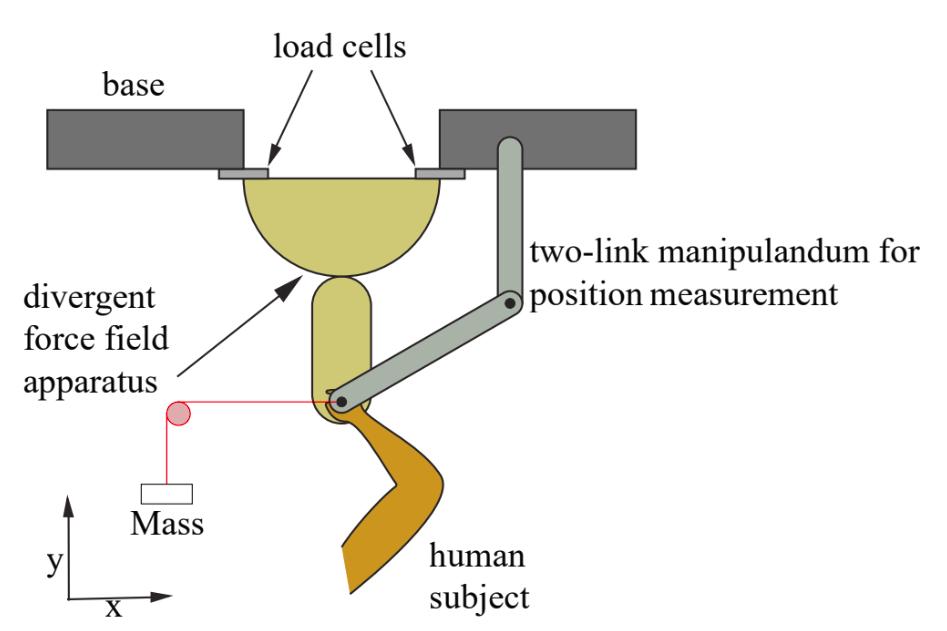 load cells
base
two-link manipulandum for
position measurement
divergent
force field
apparatus
Mass
y
x
human
subject